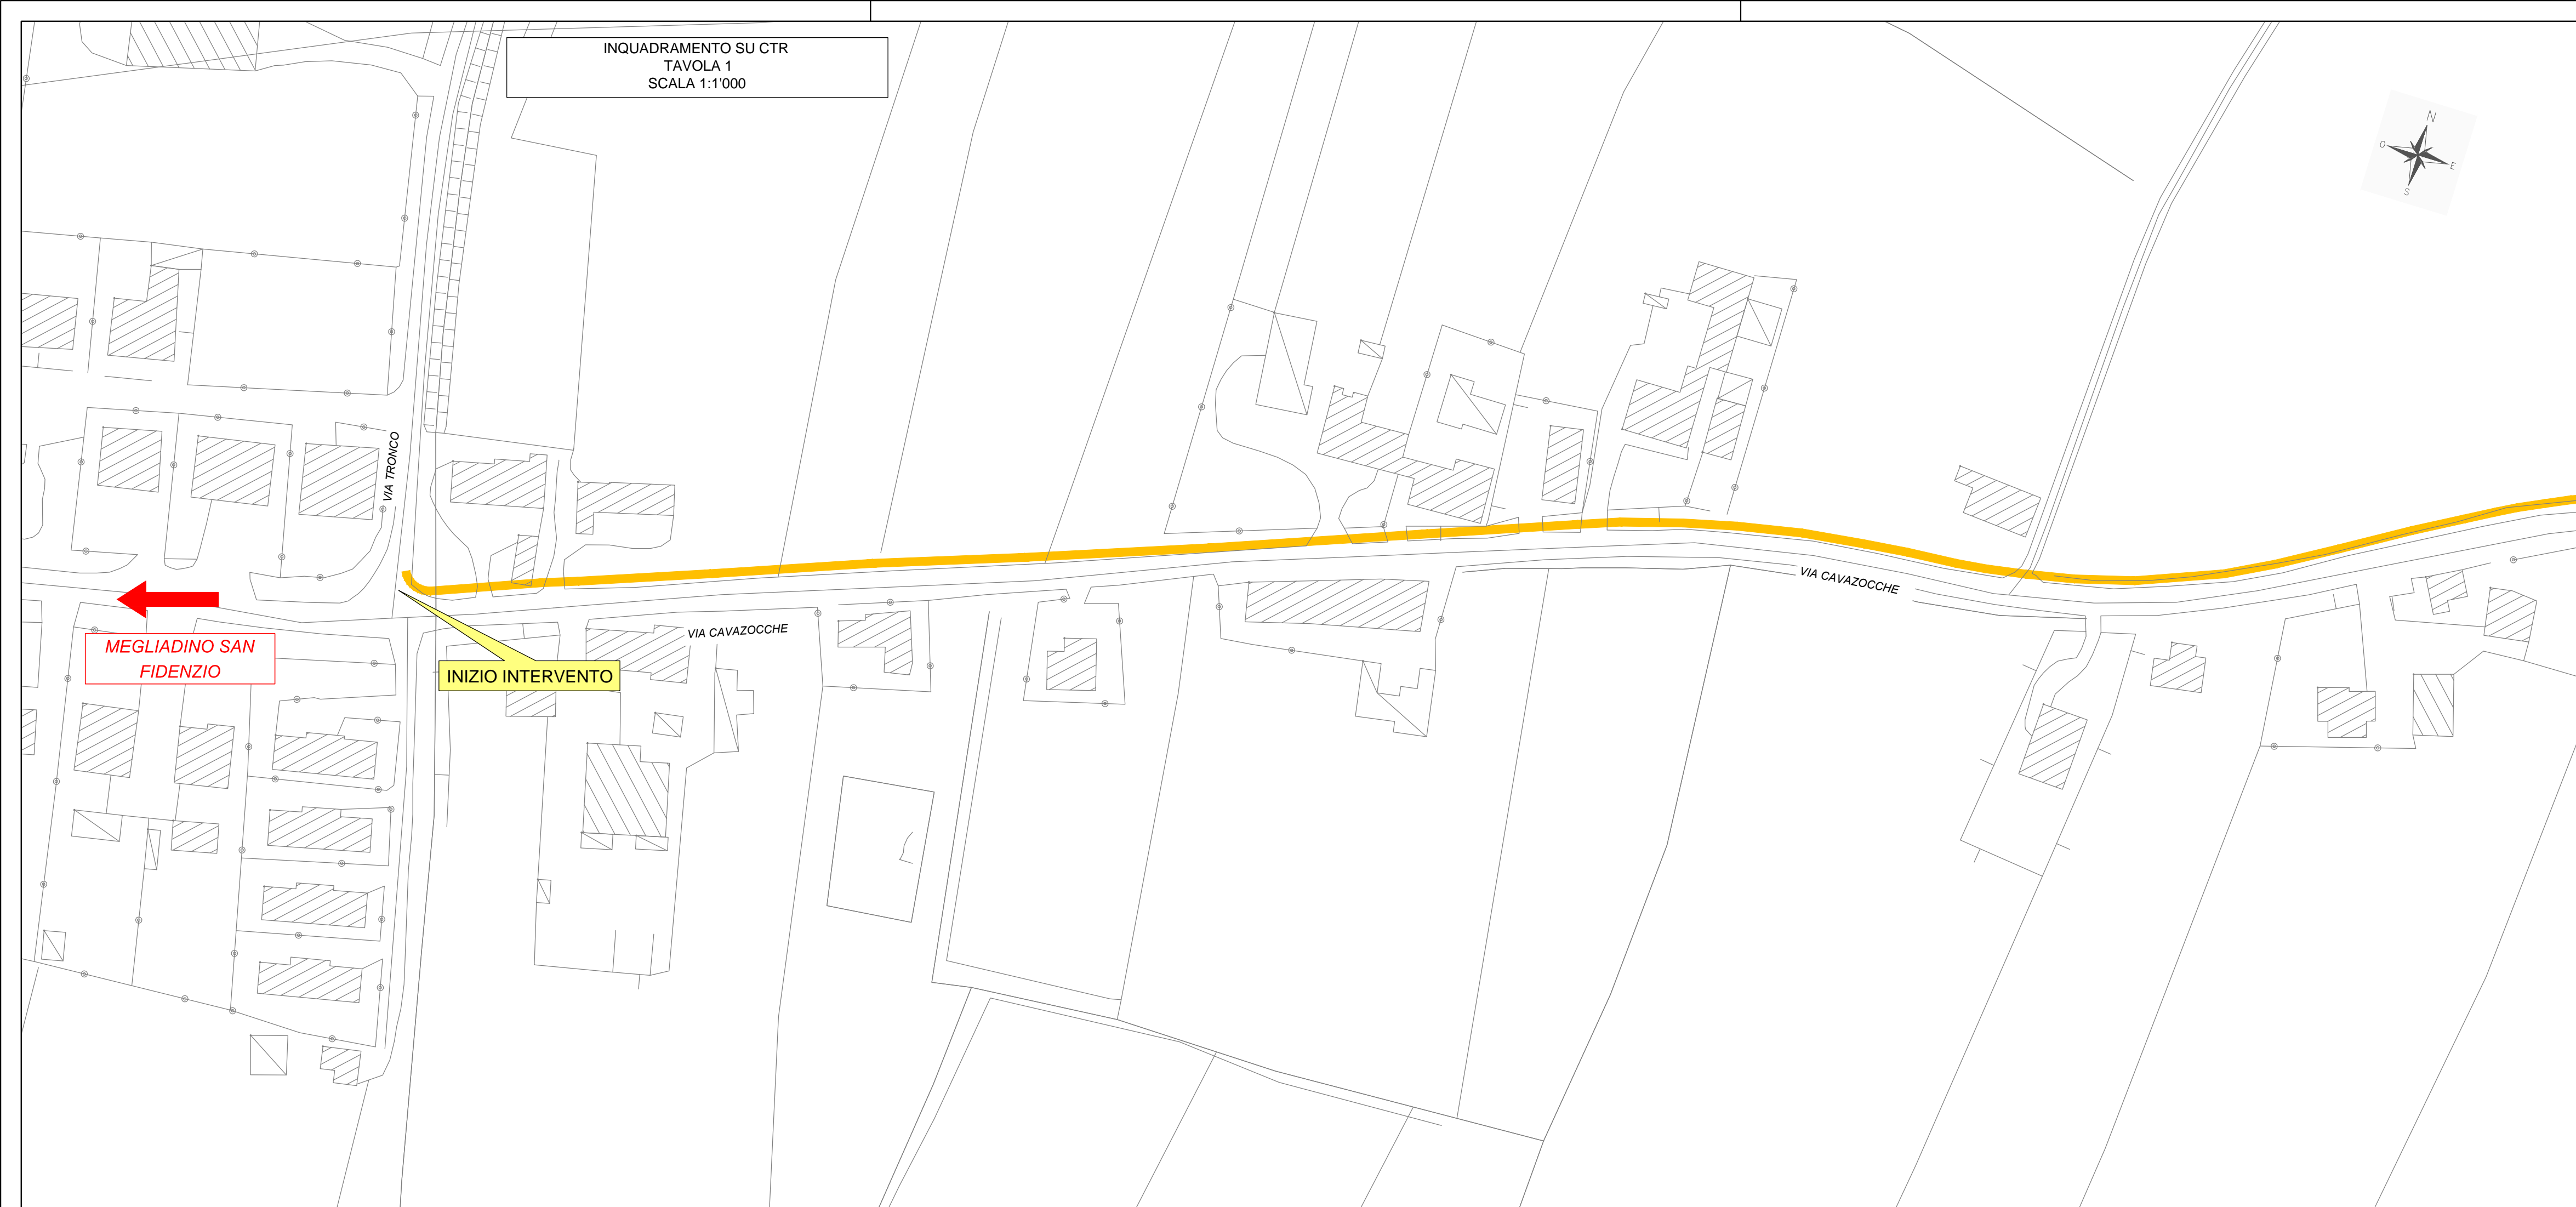 INQUADRAMENTO SU CTR
TAVOLA 1
SCALA 1:1'000
N
O
E
S
VIA TRONCO
VIA CAVAZOCCHE
MEGLIADINO SAN
FIDENZIO
VIA CAVAZOCCHE
INIZIO INTERVENTO